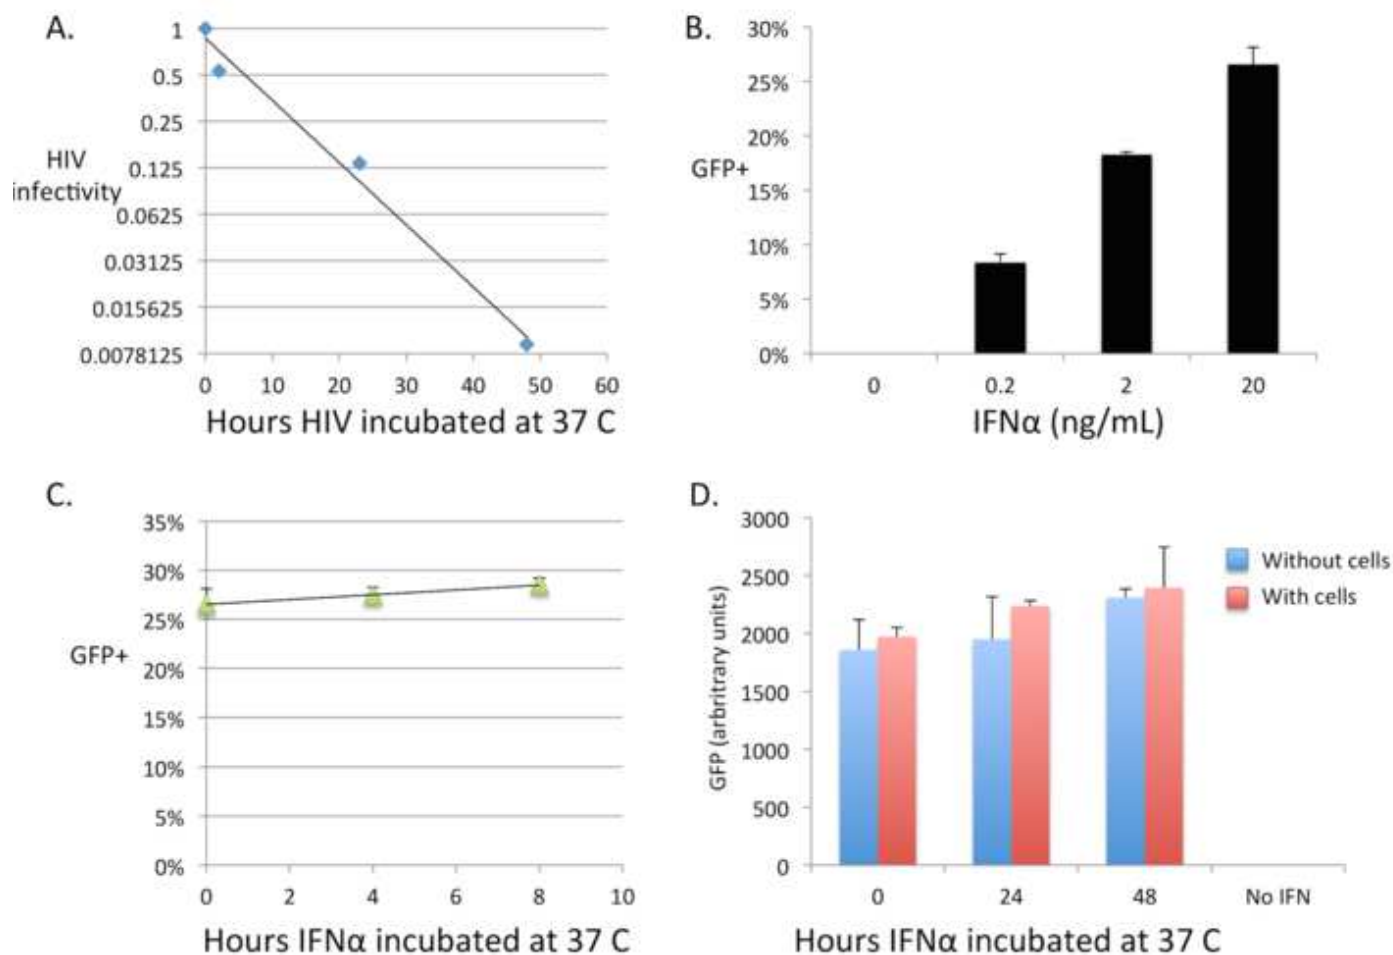 A.
1
0.5
0.25
0.125
0.0625
0.03125
0.015625
0.0078125
HIV
infectivity
0 10 20 30 40 50 60
Hours HIV incubated at 37 C
B.
30%
25%
20%
15%
10%
5%
0%
GFP+
0 0.2 2 20
IFNα (ng/mL)
C.
35%
30%
25%
20%
15%
10%
5%
0%
GFP+
0 2 4 6 8 10
Hours IFNα incubated at 37 C
D.
3000
2500
2000
1500
1000
500
0
GFP (arbritrary units)
Without cells
With cells
0 24 48 No IFN
Hours IFNα incubated at 37 C